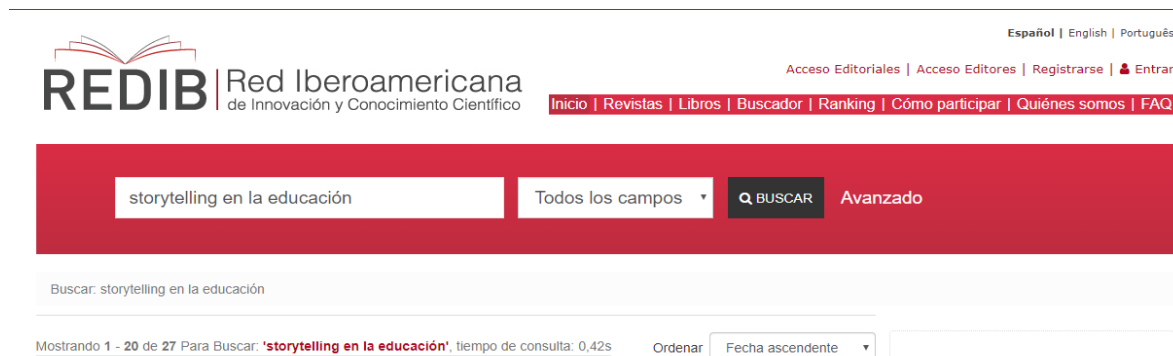 Español | English | Português
Acceso Editoriales | Acceso Editores | Registrarse | Entrar
REDIB | Red Iberoamericana
de Innovación y Conocimiento Científico
Inicio | Revistas | Libros | Buscador | Ranking | Cómo participar | Quiénes somos | FAQ
storytelling en la educación Todos los campos BUSCAR Avanzado
Buscar: storytelling en la educación
Mostrando 1 - 20 de 27 Para Buscar: 'storytelling en la educación', tiempo de consulta: 0,42s Ordenar Fecha ascendente